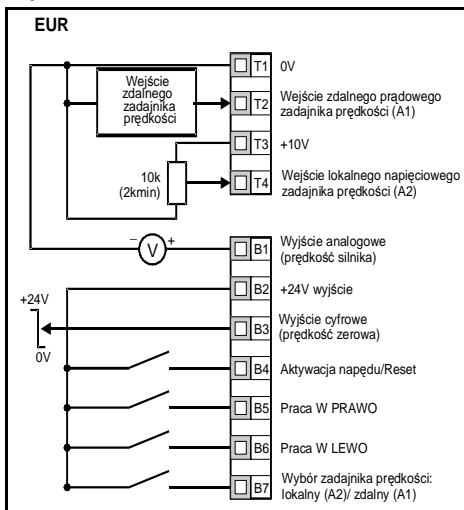 EUR
T1 0V
Wejście
zdalnego
zadajnika
prędkości
T2 Wejście zdalnego prądowego
zadajnika prędkości (A1)
T3 +10V
10k
(2kmin)
T4 Wejście lokalnego napięciowego
zadajnika prędkości (A2)
– V +
B1 Wyjście analogowe
(prędkość silnika)
B2 +24V wyjście
+24V
0V
B3 Wyjście cyfrowe
(prędkość zerowa)
B4 Aktywacja napędu/Reset
B5 Praca W PRAWO
B6 Praca W LEWO
B7 Wybór zadajnika prędkości:
lokalny (A2)/ zdalny (A1)